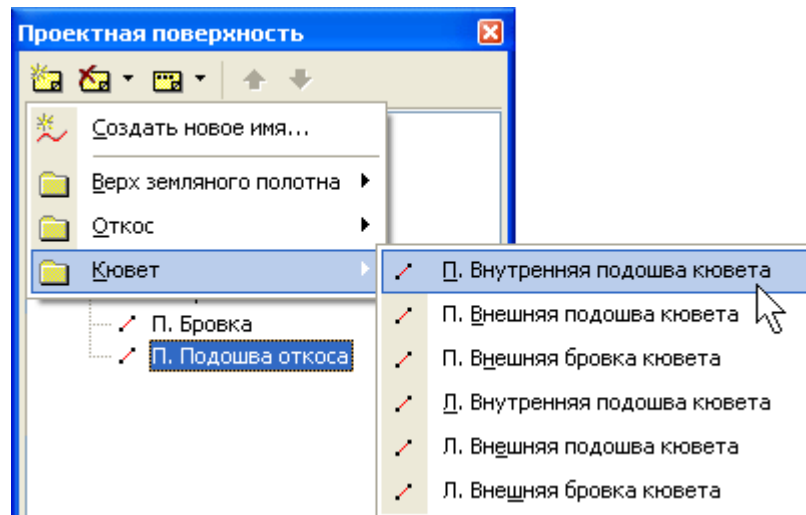 Проектная поверхность
Создать новое имя...
Верх земляного полотна
Откос
Кювет
П. Бровка
П. Подошва откоса
П. Внутренняя подошва кювета
П. Внешняя подошва кювета
П. Внешняя бровка кювета
Л. Внутренняя подошва кювета
Л. Внешняя подошва кювета
Л. Внешняя бровка кювета